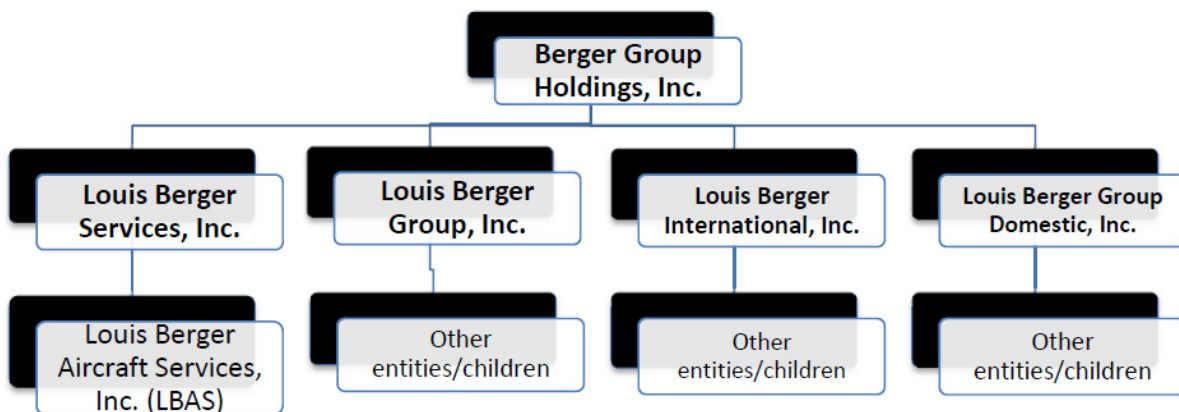 Berger Group
Holdings, Inc.
Louis Berger
Services, Inc.
Louis Berger
Group, Inc.
Louis Berger
International, Inc.
Louis Berger Group
Domestic, Inc.
Louis Berger
Aircraft Services,
Inc. (LBAS)
Other
entities/children
Other
entities/children
Other
entities/children